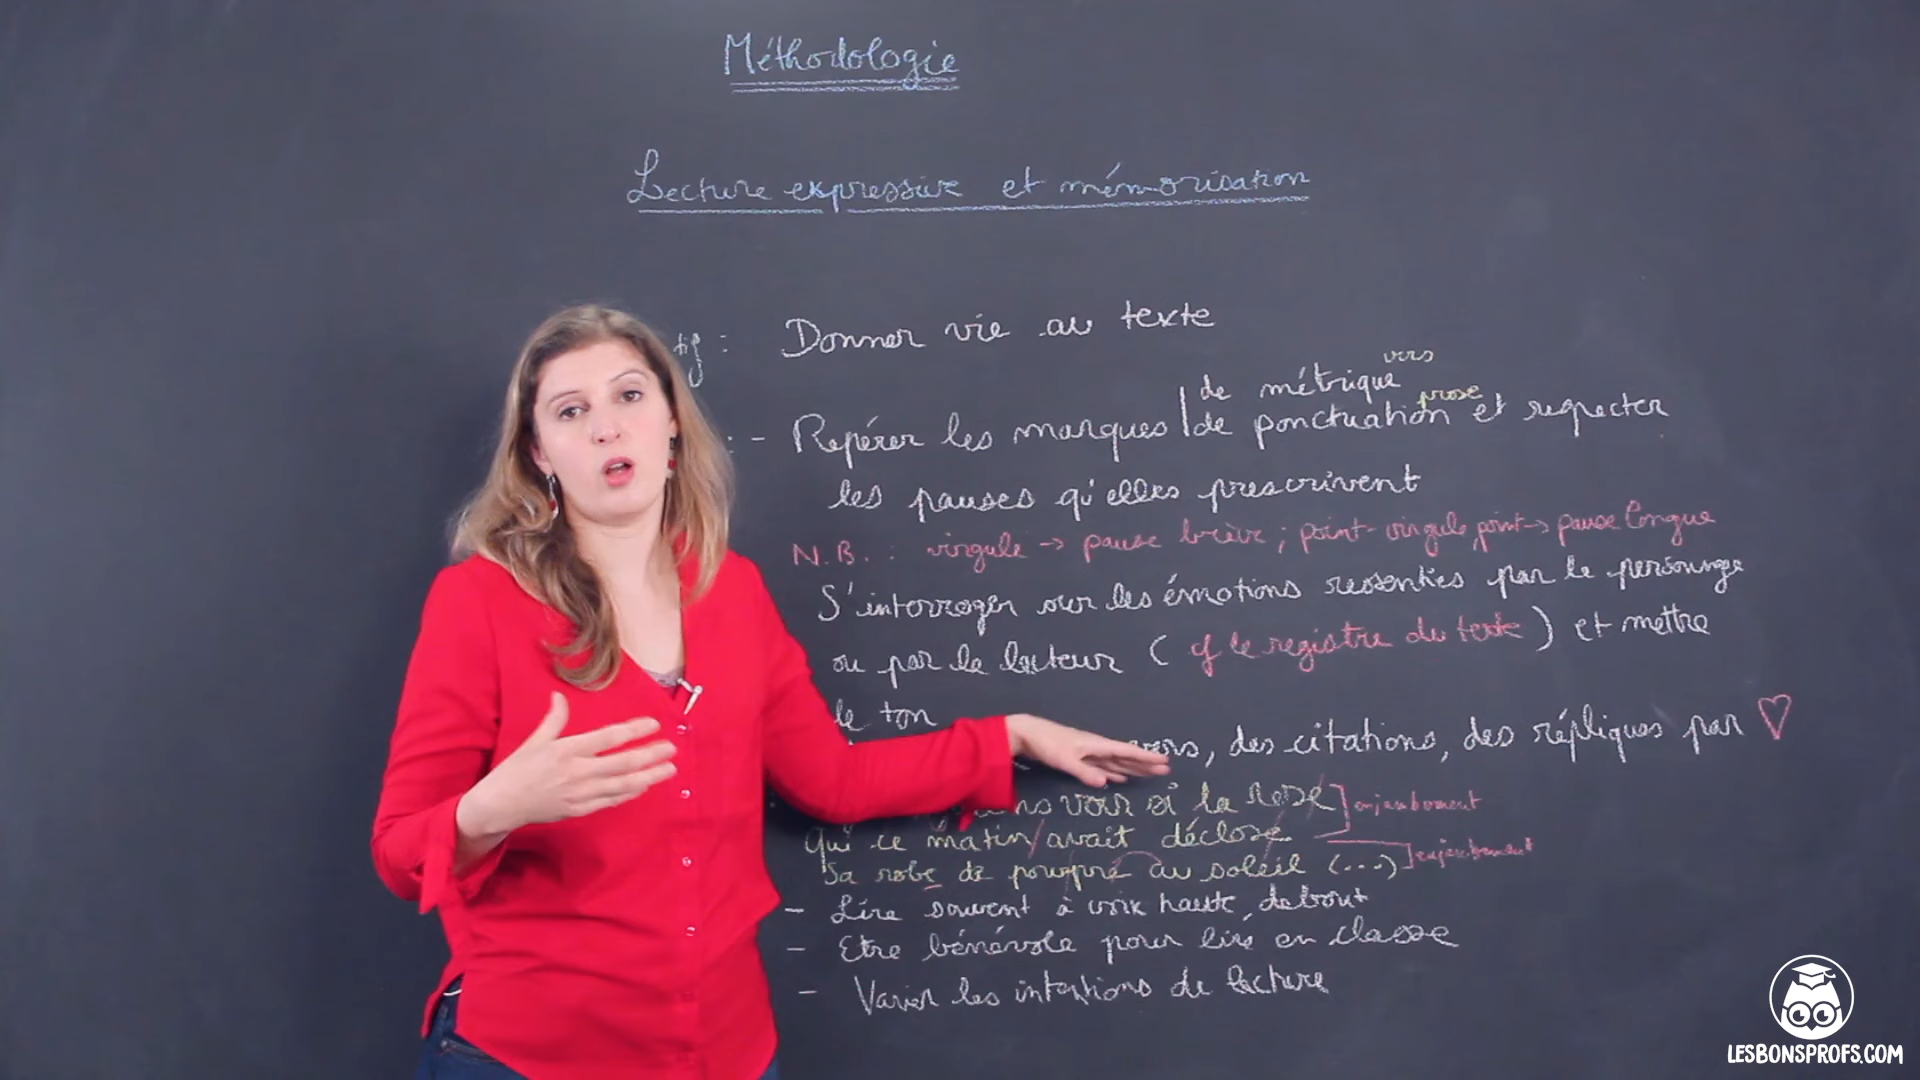 Méthodologie
Lecture expressive et mémorisation
tif : Donner vie au texte
vers
de métrique
prose
: - Repérer les marques de ponctuation et respecter
les pauses qu'elles prescrivent
N.B. : virgule → pause brève ; point-virgule, point → pause longue
S'interroger sur les émotions ressenties par le personnage
ou par le lecteur ( cf le registre du texte ) et mettre
le ton
vers, des citations, des répliques par ♡
ons voir si la rose ] enjambement
Qui ce matin / avait déclose
Sa robe de pourpre au soleil (...) ] enjambement
- Lire souvent à voix haute, debout
- Etre bénévole pour lire en classe
- Varier les intentions de lecture
LESBONSPROFS.COM